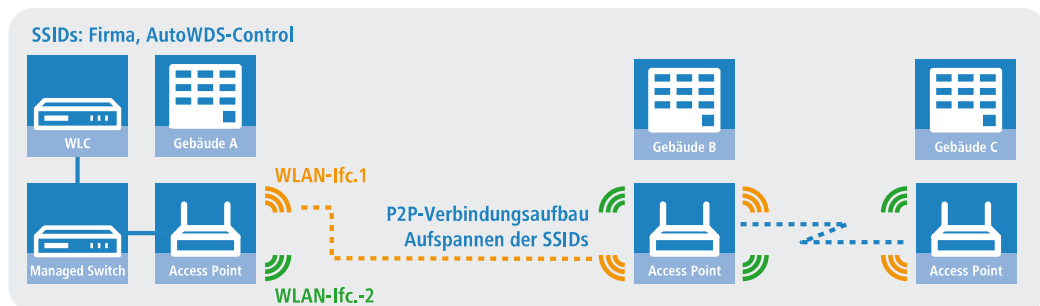 SSIDs: Firma, AutoWDS-Control
WLC
Gebäude A
Gebäude B
Gebäude C
WLAN-Ifc.1
P2P-Verbindungsaufbau
Aufspannen der SSIDs
Managed Switch
Access Point
Access Point
Access Point
WLAN-Ifc.-2